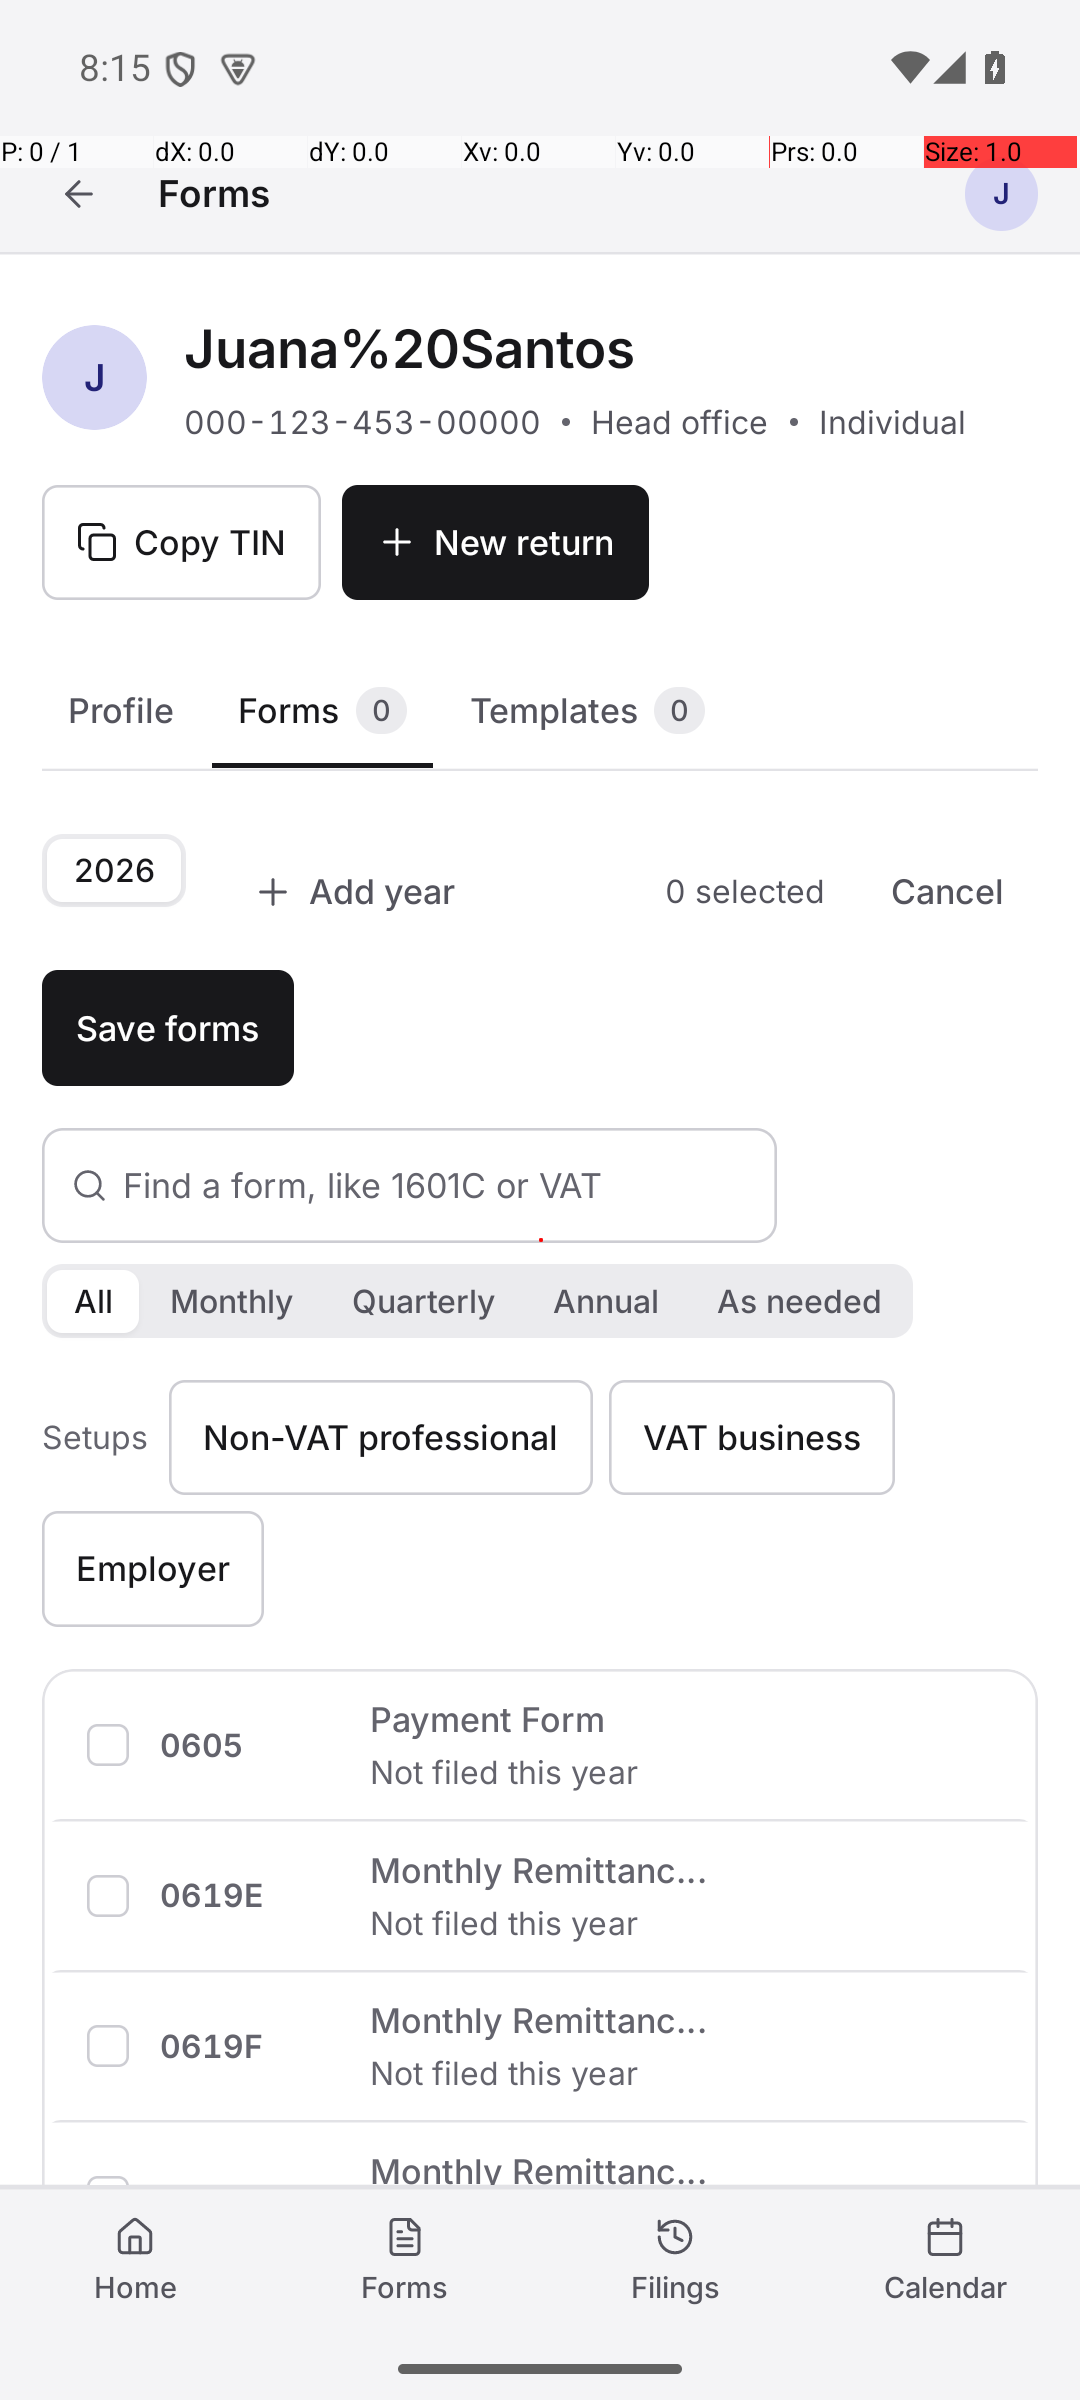 8:15
P: 0 / 1 dX: 0.0 dY: 0.0 Xv: 0.0 Yv: 0.0 Prs: 0.0 Size: 1.0
Forms J
J
Juana%20Santos
000-123-453-00000 • Head office • Individual
Copy TIN New return
Profile Forms 0 Templates 0
2026 Add year 0 selected Cancel
Save forms
Find a form, like 1601C or VAT
All Monthly Quarterly Annual As needed
Setups Non-VAT professional VAT business
Employer
0605 Payment Form
Not filed this year
0619E Monthly Remittanc...
Not filed this year
0619F Monthly Remittanc...
Not filed this year
Monthly Remittanc...
Home Forms Filings Calendar